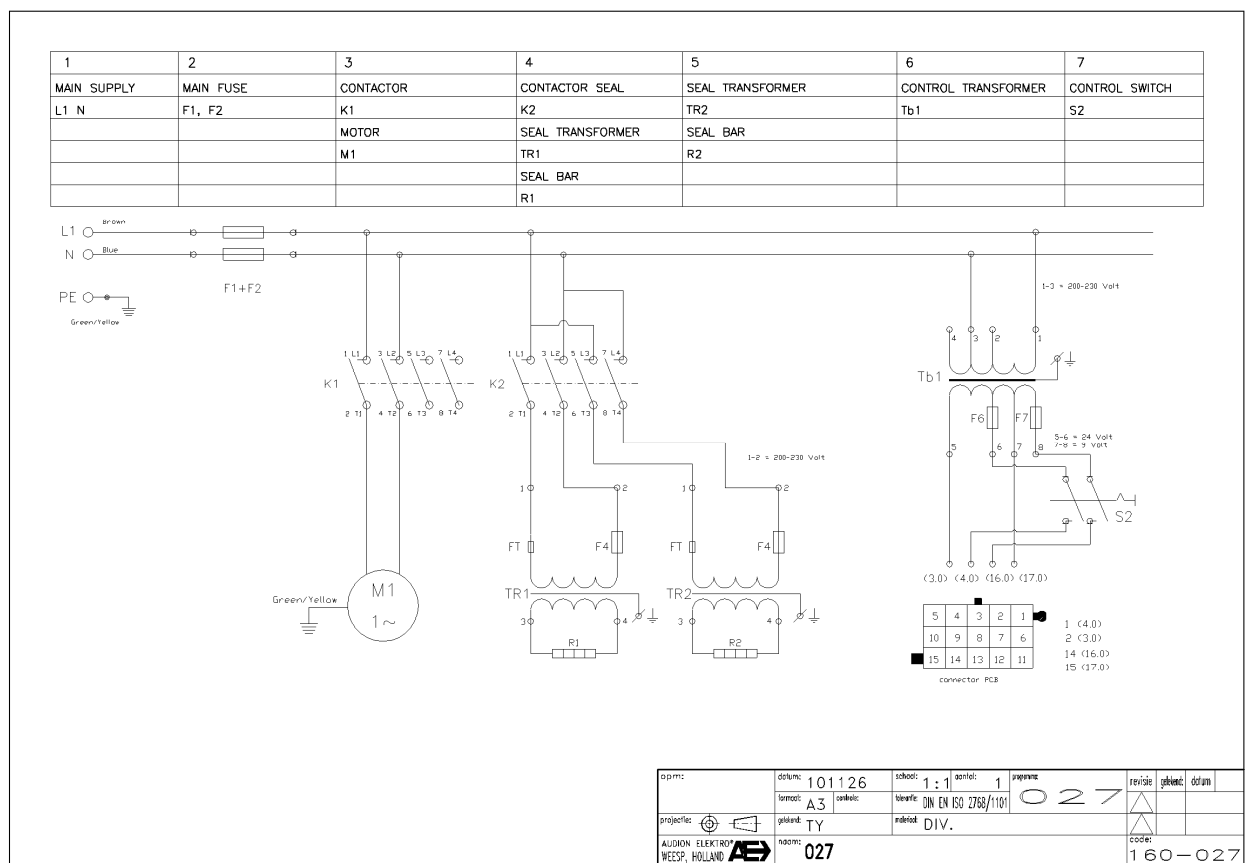 1 2 3 4 5 6 7
MAIN SUPPLY MAIN FUSE CONTACTOR CONTACTOR SEAL SEAL TRANSFORMER CONTROL TRANSFORMER CONTROL SWITCH
L1 N F1, F2 K1 K2 TR2 Tb1 S2
MOTOR SEAL TRANSFORMER SEAL BAR
M1 TR1 R2
SEAL BAR
R1
L1 Brown
N Blue
PE
Green/Yellow
F1+F2
1-3 = 200-230 Volt
4 3 2 1
1 L1 3 L2 5 L3 7 L4
1 L1 3 L2 5 L3 7 L4
K1
K2
Tb1
2 T1 4 T2 6 T3 8 T4
2 T1 4 T2 6 T3 8 T4
F6 F7
5-6 = 24 Volt
7-8 = 9 Volt
5 6 7 8
1-2 = 200-230 Volt
1 2 1 2
S2
FT F4 FT F4
(3.0) (4.0) (16.0) (17.0)
M1
1~
Green/Yellow
TR1
TR2
3 4 3 4
R1 R2
5 4 3 2 1
10 9 8 7 6
15 14 13 12 11
connector PCB
1 (4.0)
2 (3.0)
14 (16.0)
15 (17.0)
opm: datum: 101126 schaal: 1:1 aantal: 1 programma: 027 revisie getekend: datum
formaat: A3 controle: tolerantie: DIN EN ISO 2768/1101
projectie: getekend: TY materiaal: DIV.
AUDION ELEKTRO®
WEESP, HOLLAND AE
naam: 027
code:
160-027